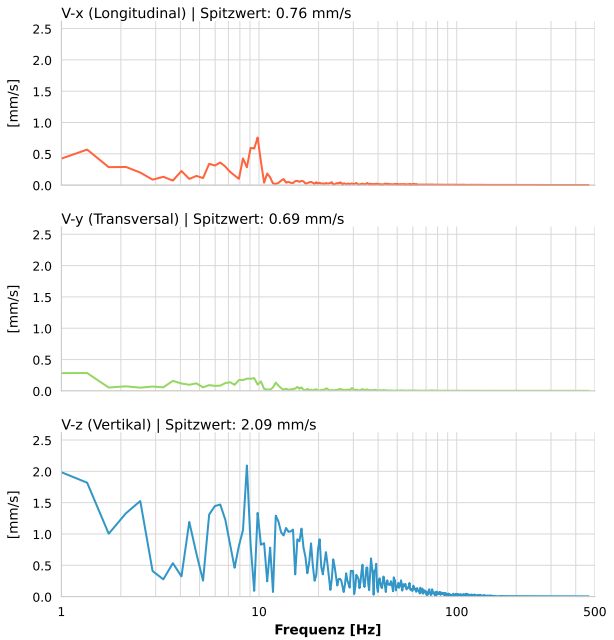 V-x (Longitudinal) | Spitzwert: 0.76 mm/s
2.5
2.0
1.5
1.0
0.5
0.0
[mm/s]
V-y (Transversal) | Spitzwert: 0.69 mm/s
2.5
2.0
1.5
1.0
0.5
0.0
[mm/s]
V-z (Vertikal) | Spitzwert: 2.09 mm/s
2.5
2.0
1.5
1.0
0.5
0.0
[mm/s]
1 10 100 500
Frequenz [Hz]